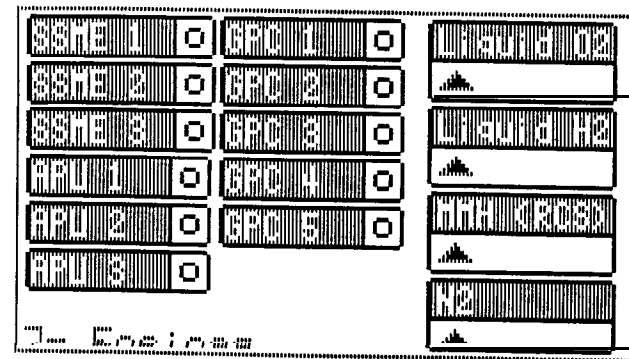 SSME 1
SSME 2
SSME 3
APU 1
APU 2
APU 3
GPC 1
GPC 2
GPC 3
GPC 4
GPC 5
Liquid O2
Liquid H2
MMH (RCS)
N2